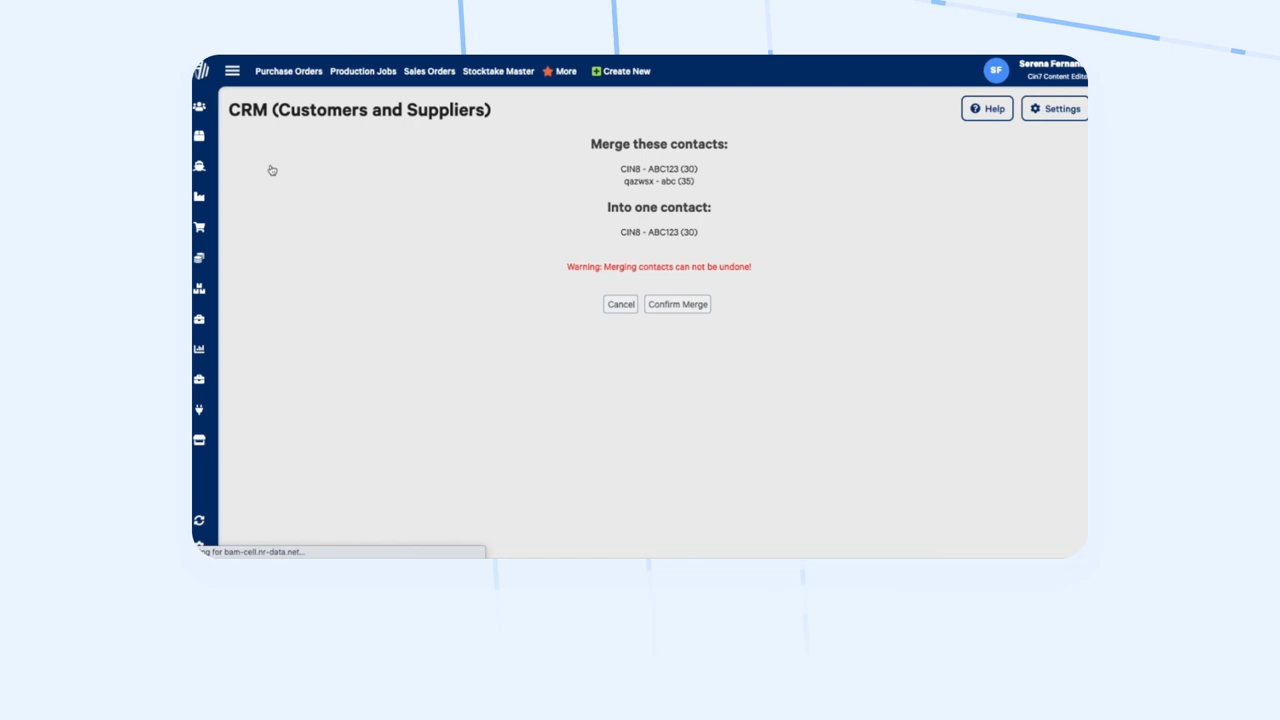 Purchase Orders Production Jobs Sales Orders Stocktake Master More Create New
SF
Serena
Cin7 Content
CRM (Customers and Suppliers)
Help
Settings
Merge these contacts:
CIN8 - ABC123 (30)
qazwsx - abc (35)
Into one contact:
CIN8 - ABC123 (30)
Warning: Merging contacts can not be undone!
Cancel
Confirm Merge
for bam-cell.nr-data.net...